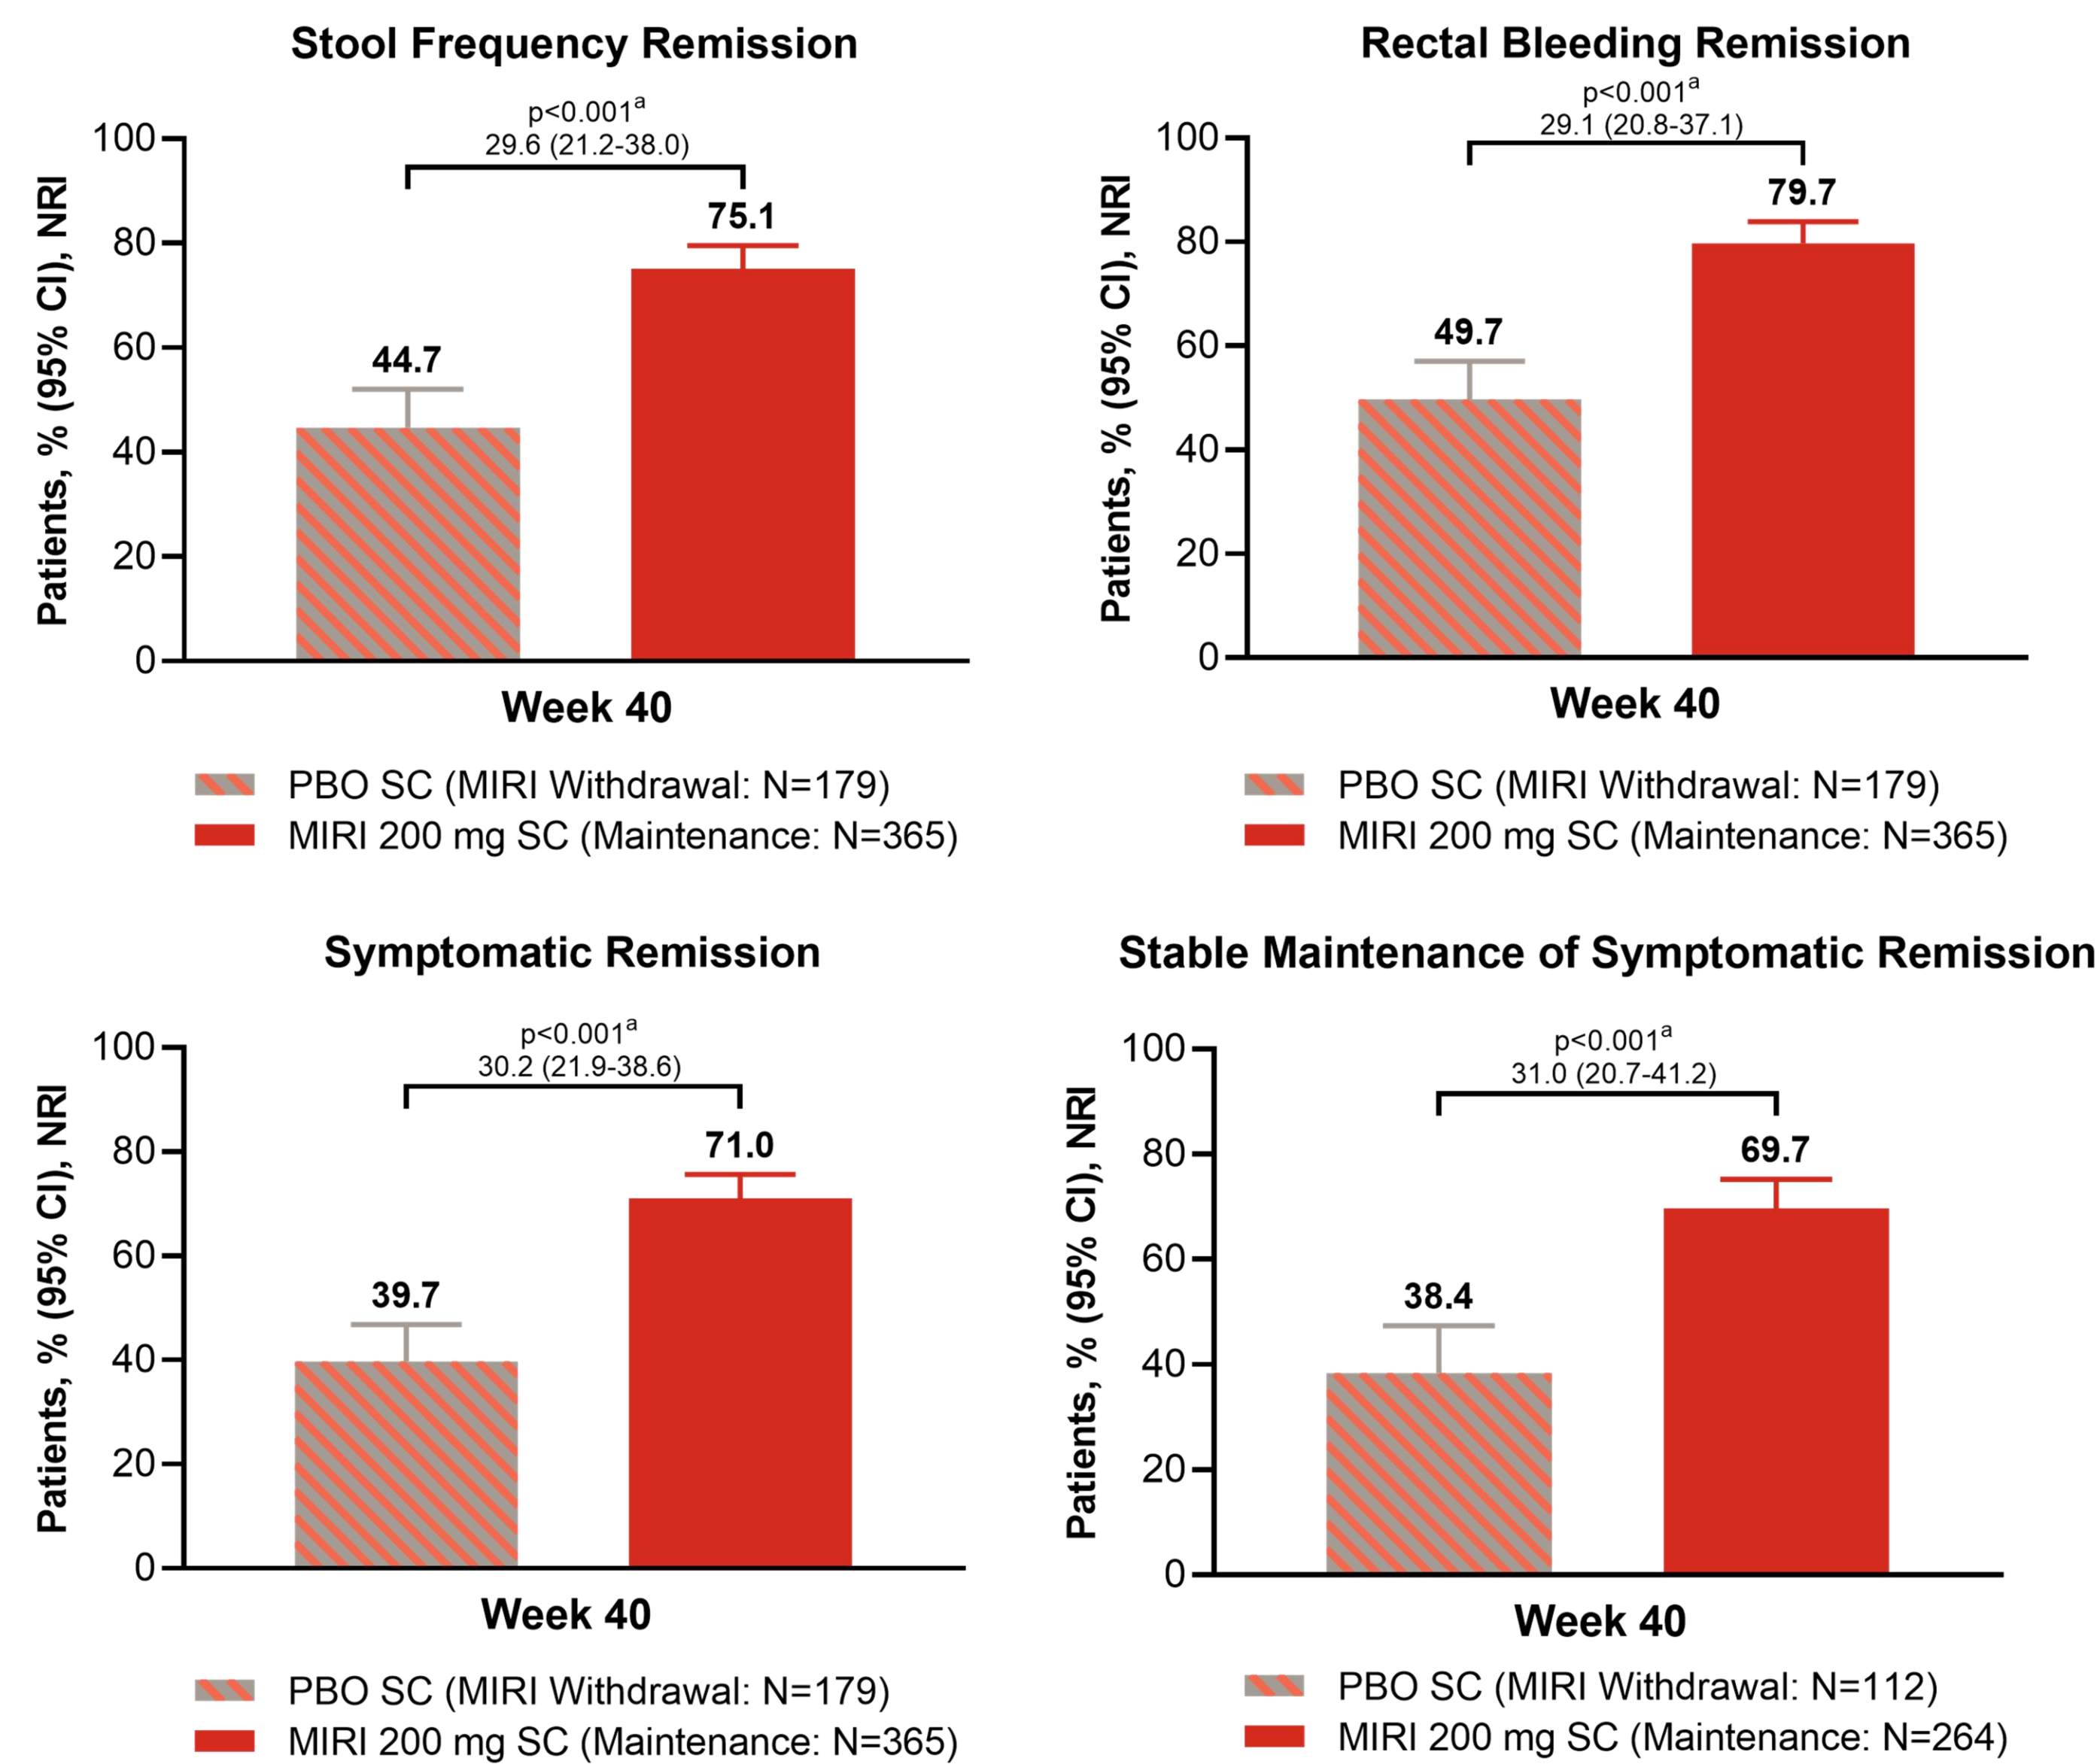 Stool Frequency Remission
p<0.001ᵃ
29.6 (21.2-38.0)
Patients, % (95% CI), NRI
100
80
60
40
20
0
44.7
75.1
Week 40
PBO SC (MIRI Withdrawal: N=179)
MIRI 200 mg SC (Maintenance: N=365)
Rectal Bleeding Remission
p<0.001ᵃ
29.1 (20.8-37.1)
Patients, % (95% CI), NRI
100
80
60
40
20
0
49.7
79.7
Week 40
PBO SC (MIRI Withdrawal: N=179)
MIRI 200 mg SC (Maintenance: N=365)
Symptomatic Remission
p<0.001ᵃ
30.2 (21.9-38.6)
Patients, % (95% CI), NRI
100
80
60
40
20
0
39.7
71.0
Week 40
PBO SC (MIRI Withdrawal: N=179)
MIRI 200 mg SC (Maintenance: N=365)
Stable Maintenance of Symptomatic Remission
p<0.001ᵃ
31.0 (20.7-41.2)
Patients, % (95% CI), NRI
100
80
60
40
20
0
38.4
69.7
Week 40
PBO SC (MIRI Withdrawal: N=112)
MIRI 200 mg SC (Maintenance: N=264)